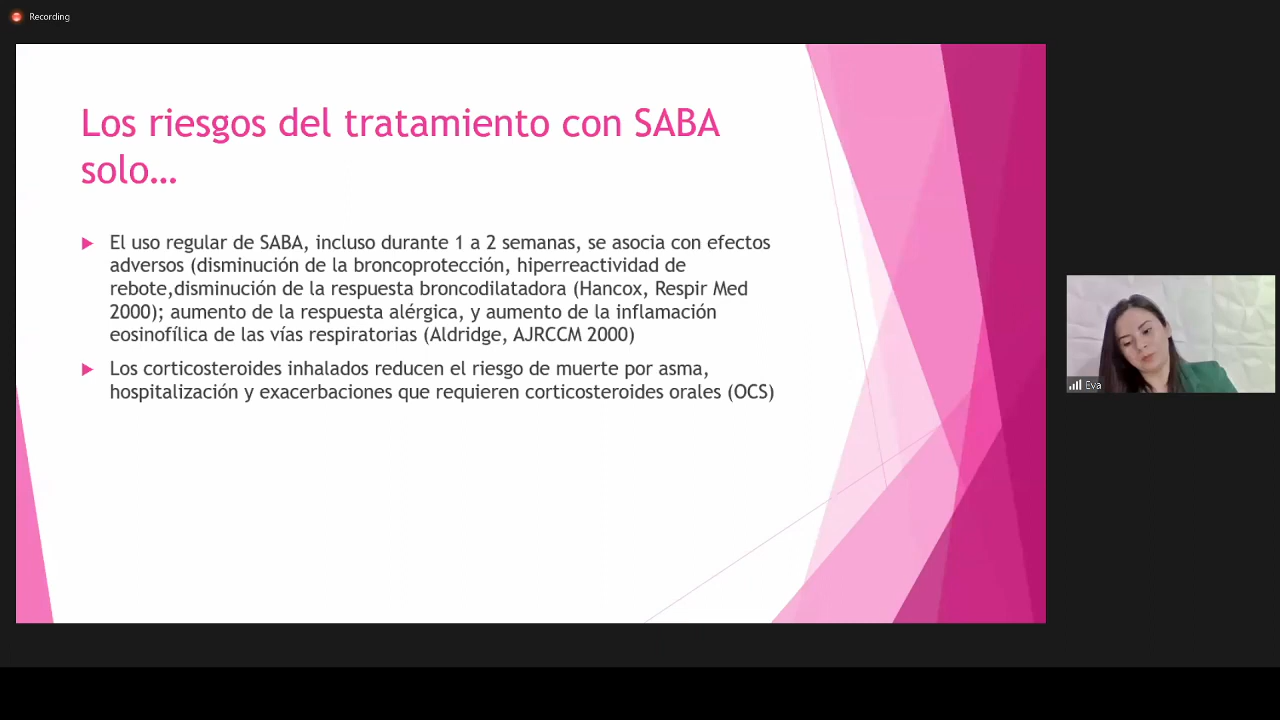 Recording
Los riesgos del tratamiento con SABA
solo...
El uso regular de SABA, incluso durante 1 a 2 semanas, se asocia con efectos
adversos (disminución de la broncoprotección, hiperreactividad de
rebote,disminución de la respuesta broncodilatadora (Hancox, Respir Med
2000); aumento de la respuesta alérgica, y aumento de la inflamación
eosinofílica de las vías respiratorias (Aldridge, AJRCCM 2000)
Los corticosteroides inhalados reducen el riesgo de muerte por asma,
hospitalización y exacerbaciones que requieren corticosteroides orales (OCS)
Eva